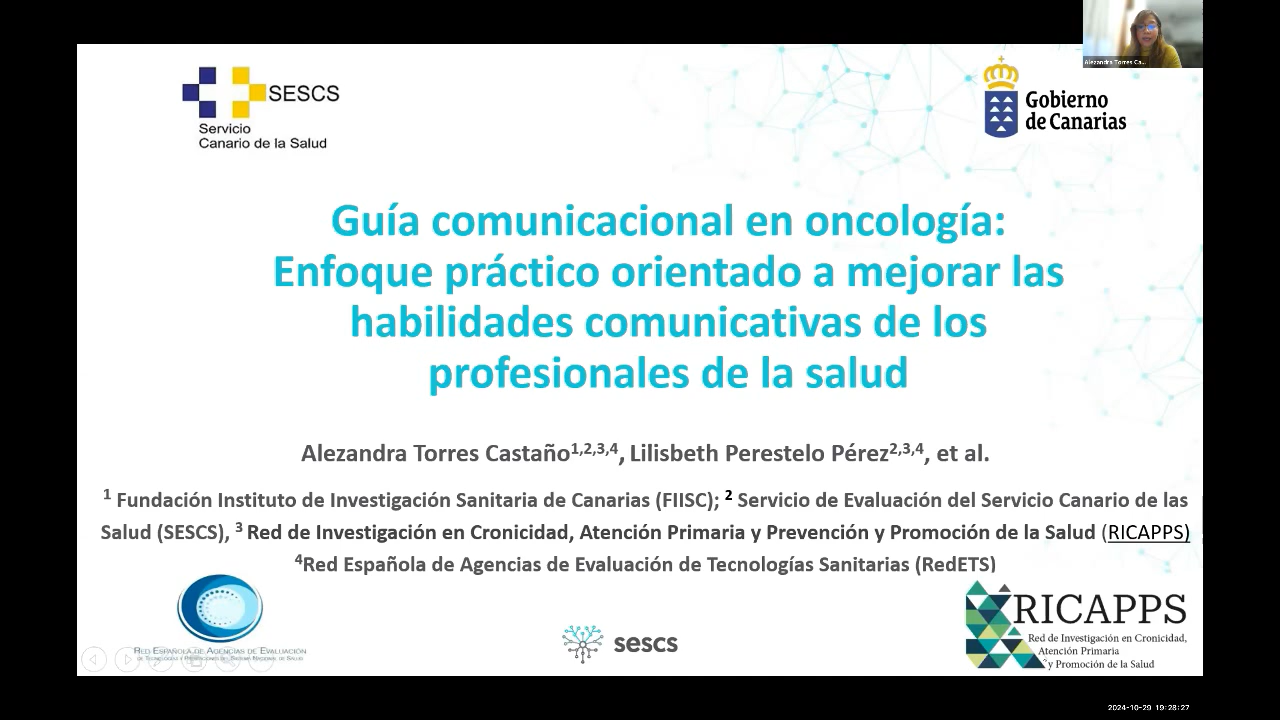 Alezandra Torres Ca...
SESCS
Servicio
Canario de la Salud
Gobierno
de Canarias
Guía comunicacional en oncología:
Enfoque práctico orientado a mejorar las
habilidades comunicativas de los
profesionales de la salud
Alezandra Torres Castaño1,2,3,4, Lilisbeth Perestelo Pérez2,3,4, et al.
1 Fundación Instituto de Investigación Sanitaria de Canarias (FIISC); 2 Servicio de Evaluación del Servicio Canario de las
Salud (SESCS), 3 Red de Investigación en Cronicidad, Atención Primaria y Prevención y Promoción de la Salud (RICAPPS)
4Red Española de Agencias de Evaluación de Tecnologías Sanitarias (RedETS)
Red Española de Agencias de Evaluación
sescs
RICAPPS
Red de Investigación en Cronicidad,
Atención Primaria
y Promoción de la Salud
2024-10-29 19:28:27